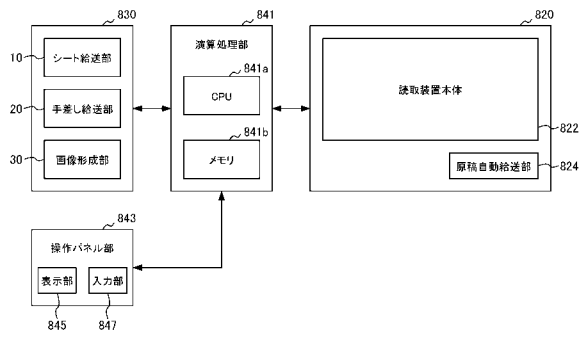 830
10
シート給送部
20
手差し給送部
30
画像形成部
841
演算処理部
841a
CPU
841b
メモリ
820
読取装置本体
822
原稿自動給送部
824
843
操作パネル部
表示部
入力部
845
847